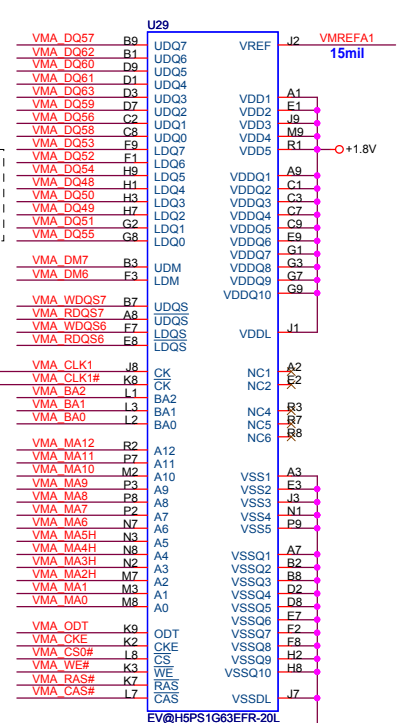 U29
VMA_DQ57 B9 UDQ7 VREF J2 VMREFA1
VMA_DQ62 B1 UDQ6 15mil
VMA_DQ60 D9 UDQ5
VMA_DQ61 D1 UDQ4
VMA_DQ63 D3 UDQ3 VDD1 A1
VMA_DQ59 D7 UDQ2 VDD2 E1
VMA_DQ56 C2 UDQ1 VDD3 J9
VMA_DQ58 C8 UDQ0 VDD4 M9
VMA_DQ53 F9 LDQ7 VDD5 R1 +1.8V
VMA_DQ52 F1 LDQ6
VMA_DQ54 H9 LDQ5 VDDQ1 A9
VMA_DQ48 H1 LDQ4 VDDQ2 C1
VMA_DQ50 H3 LDQ3 VDDQ3 C3
VMA_DQ49 H7 LDQ2 VDDQ4 C7
VMA_DQ51 G2 LDQ1 VDDQ5 C9
VMA_DQ55 G8 LDQ0 VDDQ6 E9
VDDQ7 G1
VMA_DM7 B3 UDM VDDQ8 G3
VMA_DM6 F3 LDM VDDQ9 G7
VDDQ10 G9
VMA_WDQS7 B7 UDQS
VMA_RDQS7 A8 UDQS
VMA_WDQS6 F7 LDQS VDDL J1
VMA_RDQS6 E8 LDQS
VMA_CLK1 J8 CK NC1 A2
VMA_CLK1# K8 CK NC2 E2
VMA_BA2 L1 BA2
VMA_BA1 L3 BA1 NC4 R3
VMA_BA0 L2 BA0 NC5 R7
NC6 R8
VMA_MA12 R2 A12
VMA_MA11 P7 A11
VMA_MA10 M2 A10 VSS1 A3
VMA_MA9 P3 A9 VSS2 E3
VMA_MA8 P8 A8 VSS3 J3
VMA_MA7 P2 A7 VSS4 N1
VMA_MA6 N7 A6 VSS5 P9
VMA_MA5H N3 A5
VMA_MA4H N8 A4 VSSQ1 A7
VMA_MA3H N2 A3 VSSQ2 B2
VMA_MA2H M7 A2 VSSQ3 B8
VMA_MA1 M3 A1 VSSQ4 D2
VMA_MA0 M8 A0 VSSQ5 D8
VSSQ6 E7
VMA_ODT K9 ODT VSSQ7 F2
VMA_CKE K2 CKE VSSQ8 F8
VMA_CS0# L8 CS VSSQ9 H2
VMA_WE# K3 WE VSSQ10 H8
VMA_RAS# K7 RAS
VMA_CAS# L7 CAS VSSDL J7
EV@H5PS1G63EFR-20L